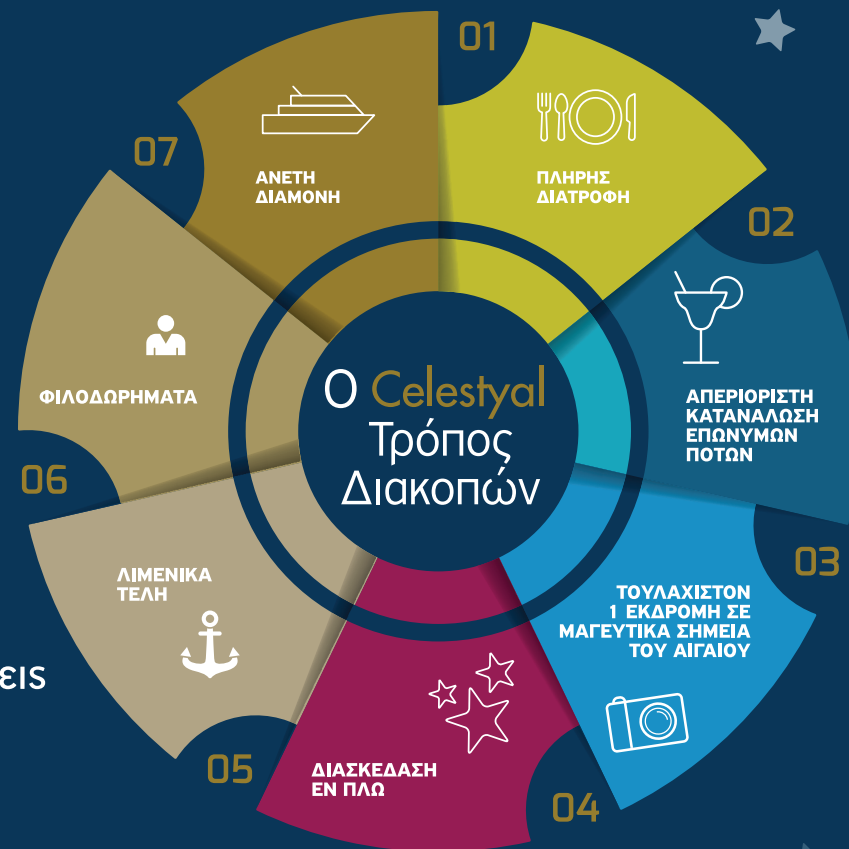 01
ΠΛΗΡΗΣ
ΔΙΑΤΡΟΦΗ
02
ΑΠΕΡΙΟΡΙΣΤΗ
ΚΑΤΑΝΑΛΩΣΗ
ΕΠΩΝΥΜΩΝ
ΠΟΤΩΝ
03
ΤΟΥΛΑΧΙΣΤΟΝ
1 ΕΚΔΡΟΜΗ ΣΕ
ΜΑΓΕΥΤΙΚΑ ΣΗΜΕΙΑ
ΤΟΥ ΑΙΓΑΙΟΥ
04
ΔΙΑΣΚΕΔΑΣΗ
ΕΝ ΠΛΩ
05
ΛΙΜΕΝΙΚΑ
ΤΕΛΗ
06
ΦΙΛΟΔΩΡΗΜΑΤΑ
07
ΑΝΕΤΗ
ΔΙΑΜΟΝΗ
Ο Celestyal
Τρόπος
Διακοπών